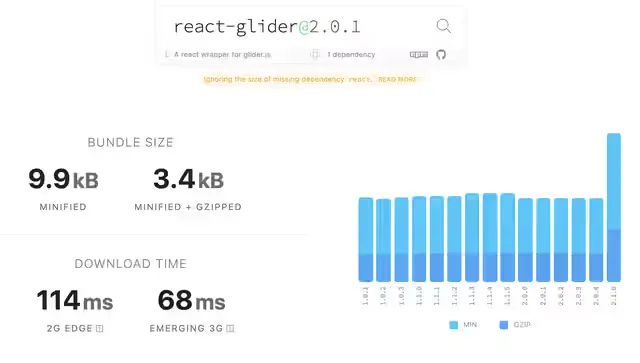 react-glider@2.0.1
A react wrapper for glider.js
1 dependency
npm
Ignoring the size of missing dependency react. READ MORE
BUNDLE SIZE
9.9 kB
3.4 kB
MINIFIED
MINIFIED + GZIPPED
DOWNLOAD TIME
114 ms
68 ms
2G EDGE
EMERGING 3G
1.0.1
1.0.2
1.0.3
1.1.0
1.1.1
1.1.2
1.1.3
1.1.4
1.1.5
2.0.0
2.0.1
2.0.2
2.0.3
2.0.4
2.1.0
MIN
GZIP